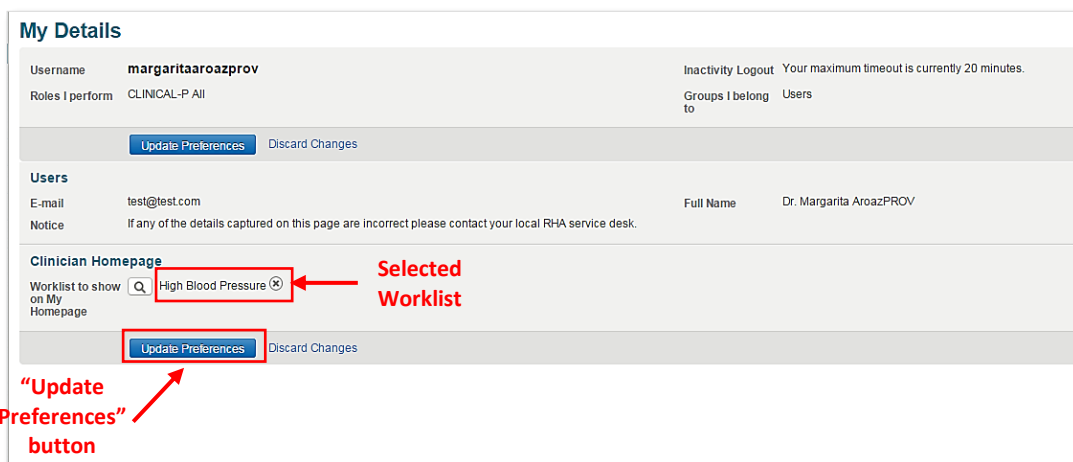 My Details
Username margaritaaroazprov Inactivity Logout Your maximum timeout is currently 20 minutes.
Roles I perform CLINICAL-P All Groups I belong Users
to
Update Preferences Discard Changes
Users
E-mail test@test.com Full Name Dr. Margarita AroazPROV
Notice If any of the details captured on this page are incorrect please contact your local RHA service desk.
Clinician Homepage
Worklist to show High Blood Pressure
on My
Homepage
Selected
Worklist
Update Preferences Discard Changes
“Update
Preferences”
button